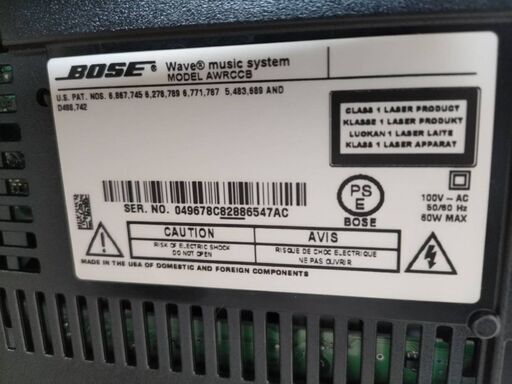 BOSE® Wave® music system
MODEL AWRCCB
U.S. PAT. NOS. 6,867,745 6,278,789 6,771,787 5,483,689 AND
D488,742
CLASS 1 LASER PRODUCT
KLASSE 1 LASER PRODUKT
LUOKAN 1 LASER LAITE
KLASS 1 LASER APPARAT
SER. NO. 049678C82886547AC
PS
E
BOSE
100V ~ AC
50/60 Hz
60W MAX
CAUTION
RISK OF ELECTRIC SHOCK
DO NOT OPEN
AVIS
RISQUE DE CHOC ELECTRIQUE
NE PAS OUVRIR
MADE IN THE USA OF DOMESTIC AND FOREIGN COMPONENTS